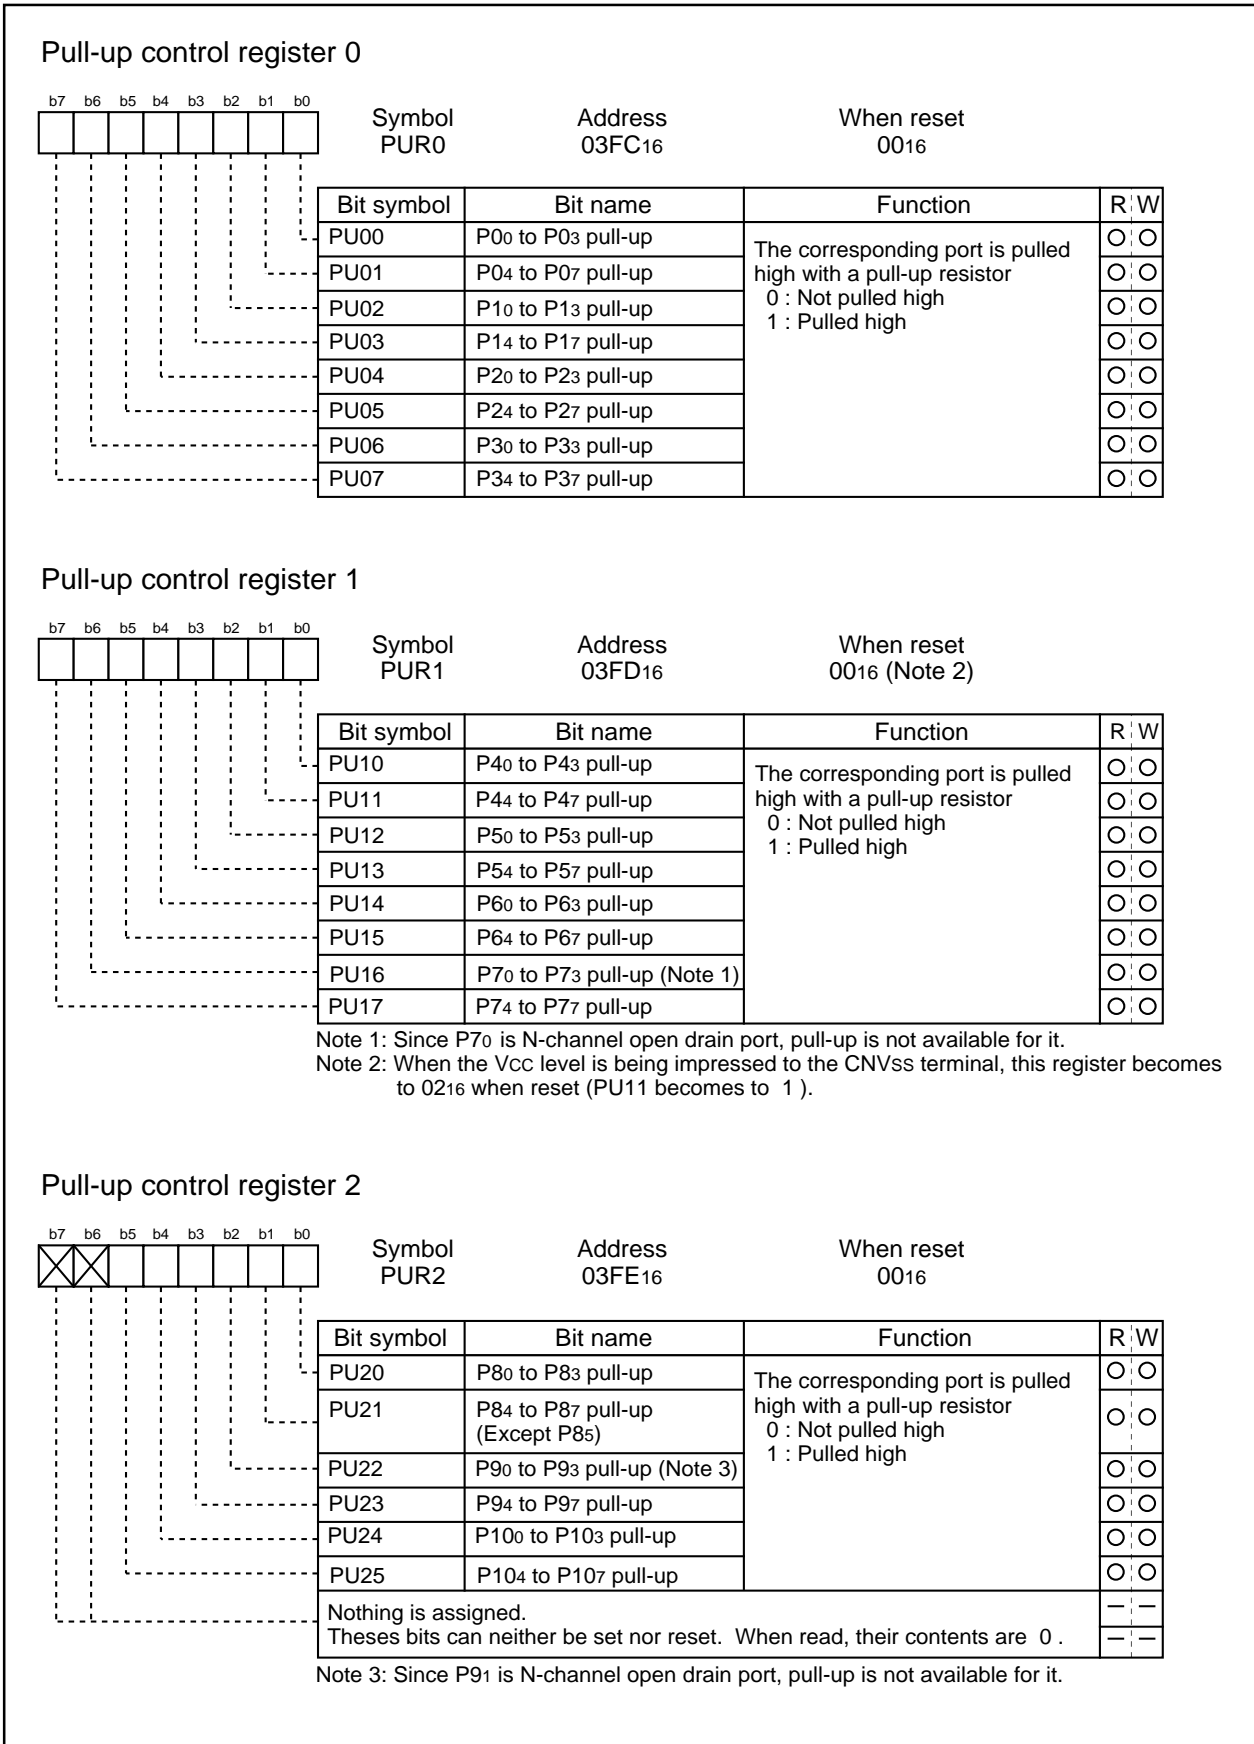 Pull-up control register 0
b7 b6 b5 b4 b3 b2 b1 b0
Symbol Address When reset
PUR0 03FC16 0016
Bit symbol Bit name Function R W
PU00 P00 to P03 pull-up
PU01 P04 to P07 pull-up
PU02 P10 to P13 pull-up
PU03 P14 to P17 pull-up
PU04 P20 to P23 pull-up
PU05 P24 to P27 pull-up
PU06 P30 to P33 pull-up
PU07 P34 to P37 pull-up
The corresponding port is pulled
high with a pull-up resistor
0 : Not pulled high
1 : Pulled high
Pull-up control register 1
b7 b6 b5 b4 b3 b2 b1 b0
Symbol Address When reset
PUR1 03FD16 0016 (Note 2)
Bit symbol Bit name Function R W
PU10 P40 to P43 pull-up
PU11 P44 to P47 pull-up
PU12 P50 to P53 pull-up
PU13 P54 to P57 pull-up
PU14 P60 to P63 pull-up
PU15 P64 to P67 pull-up
PU16 P70 to P73 pull-up (Note 1)
PU17 P74 to P77 pull-up
The corresponding port is pulled
high with a pull-up resistor
0 : Not pulled high
1 : Pulled high
Note 1: Since P70 is N-channel open drain port, pull-up is not available for it.
Note 2: When the VCC level is being impressed to the CNVSS terminal, this register becomes
to 0216 when reset (PU11 becomes to 1 ).
Pull-up control register 2
b7 b6 b5 b4 b3 b2 b1 b0
Symbol Address When reset
PUR2 03FE16 0016
Bit symbol Bit name Function R W
PU20 P80 to P83 pull-up
PU21 P84 to P87 pull-up
(Except P85)
PU22 P90 to P93 pull-up (Note 3)
PU23 P94 to P97 pull-up
PU24 P100 to P103 pull-up
PU25 P104 to P107 pull-up
The corresponding port is pulled
high with a pull-up resistor
0 : Not pulled high
1 : Pulled high
Nothing is assigned.
Theses bits can neither be set nor reset. When read, their contents are 0 .
Note 3: Since P91 is N-channel open drain port, pull-up is not available for it.